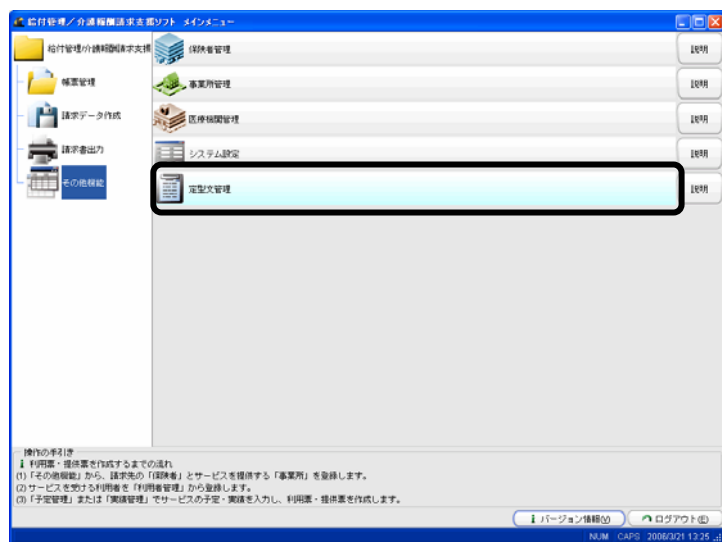 給付管理／介護報酬請求支援ソフト メインメニュー
給付管理/介護報酬請求支援
帳票管理
請求データ作成
請求書出力
その他機能
保険者管理 説明
事業所管理 説明
医療機関管理 説明
システム設定 説明
定型文管理 説明
操作の手引き
利用票・提供票を作成するまでの流れ
(1)「その他機能」から、請求先の「保険者」とサービスを提供する「事業所」を登録します。
(2)サービスを受ける利用者を「利用者管理」から登録します。
(3)「予定管理」または「実績管理」でサービスの予定・実績を入力し、利用票・提供票を作成します。
バージョン情報(V) ログアウト(E)
NUM CAPS 2006/3/21 13:25